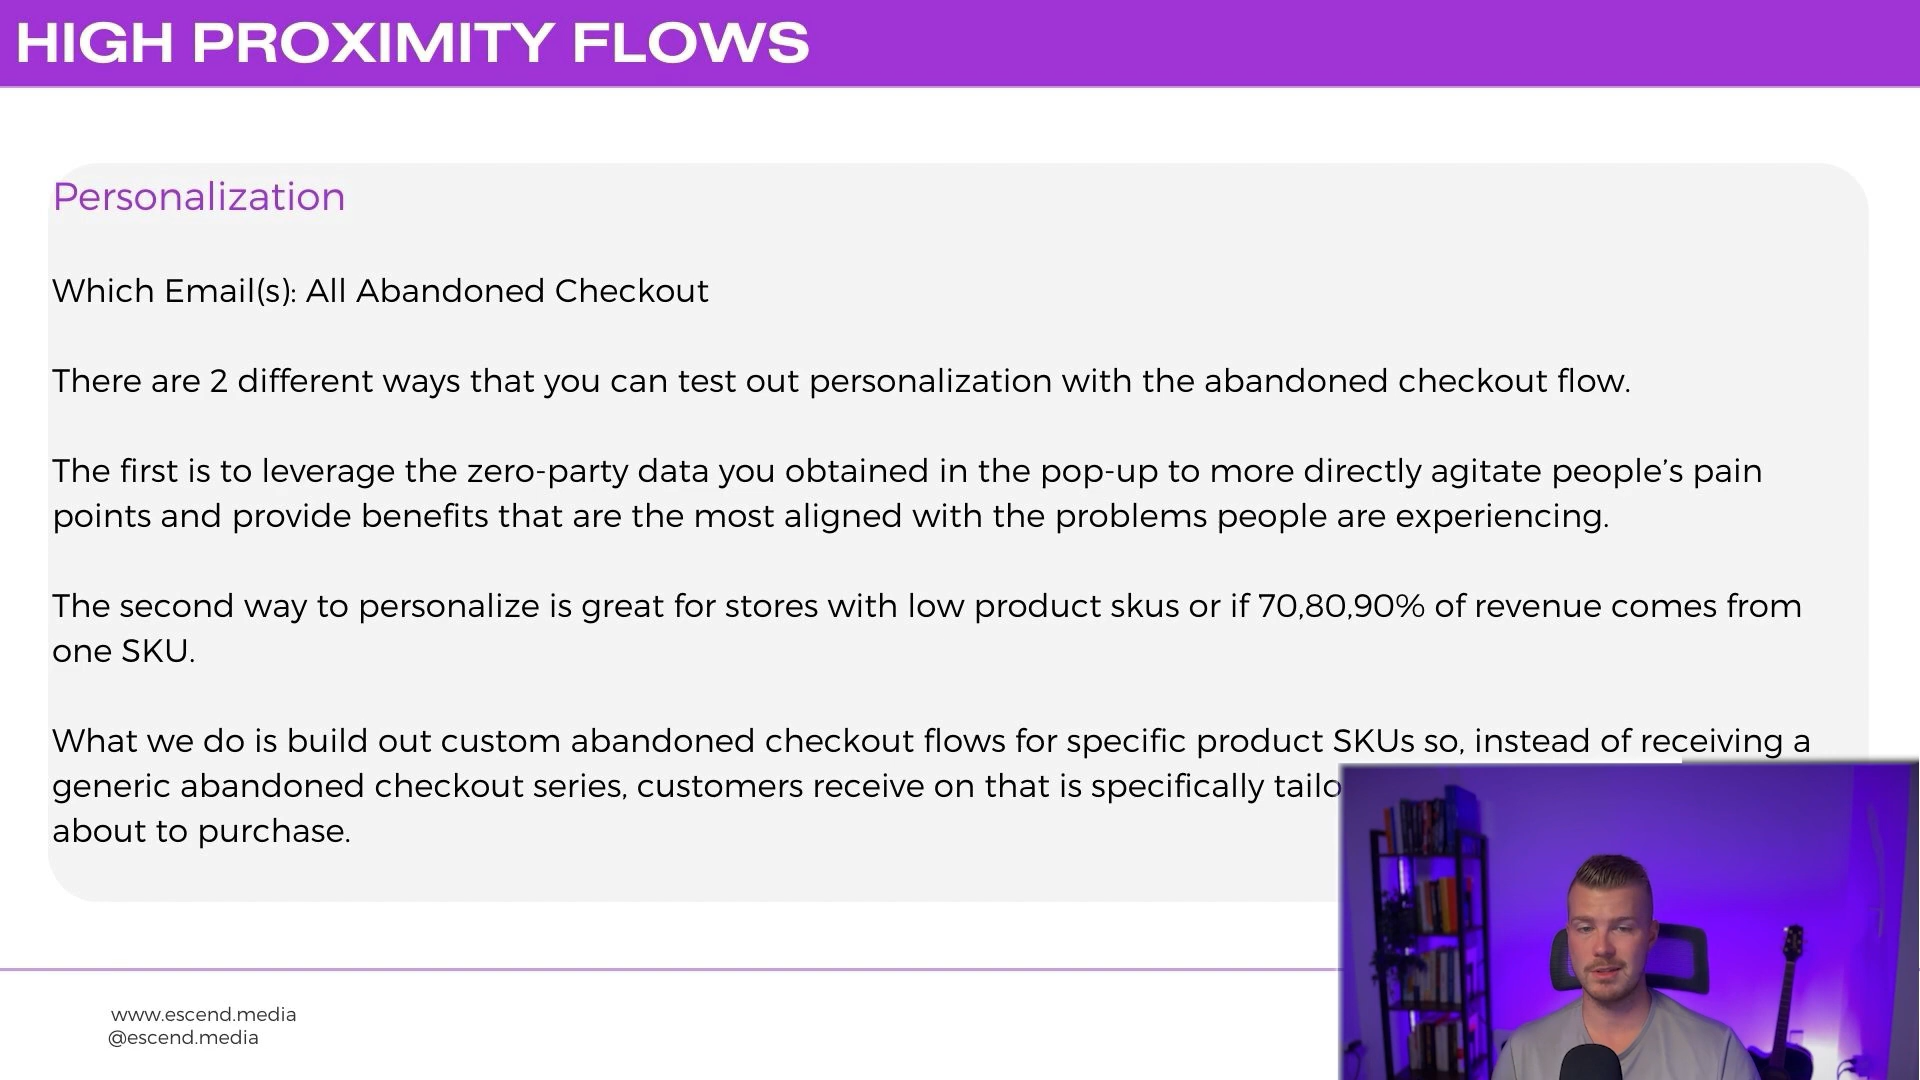 HIGH PROXIMITY FLOWS
Personalization
Which Email(s): All Abandoned Checkout
There are 2 different ways that you can test out personalization with the abandoned checkout flow.
The first is to leverage the zero-party data you obtained in the pop-up to more directly agitate people’s pain
points and provide benefits that are the most aligned with the problems people are experiencing.
The second way to personalize is great for stores with low product skus or if 70,80,90% of revenue comes from
one SKU.
What we do is build out custom abandoned checkout flows for specific product SKUs so, instead of receiving a
generic abandoned checkout series, customers receive on that is specifically
about to purchase.
www.escend.media
@escend.media